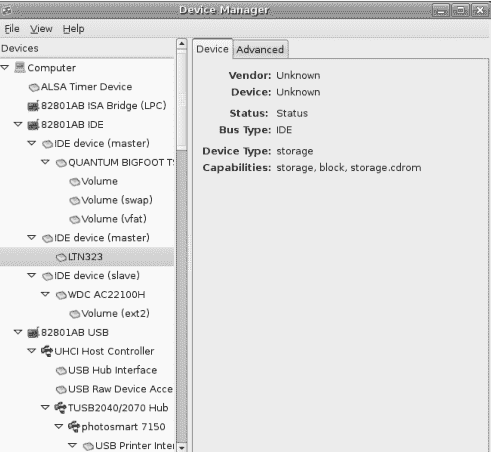 Device Manager
File View Help
Devices
Computer
ALSA Timer Device
82801AB ISA Bridge (LPC)
82801AB IDE
IDE device (master)
QUANTUM BIGFOOT T
Volume
Volume (swap)
Volume (vfat)
IDE device (master)
LTN323
IDE device (slave)
WDC AC22100H
Volume (ext2)
82801AB USB
UHCI Host Controller
USB Hub Interface
USB Raw Device Acce
TUSB2040/2070 Hub
photosmart 7150
USB Printer Inter
Device Advanced
Vendor: Unknown
Device: Unknown
Status: Status
Bus Type: IDE
Device Type: storage
Capabilities: storage, block, storage.cdrom